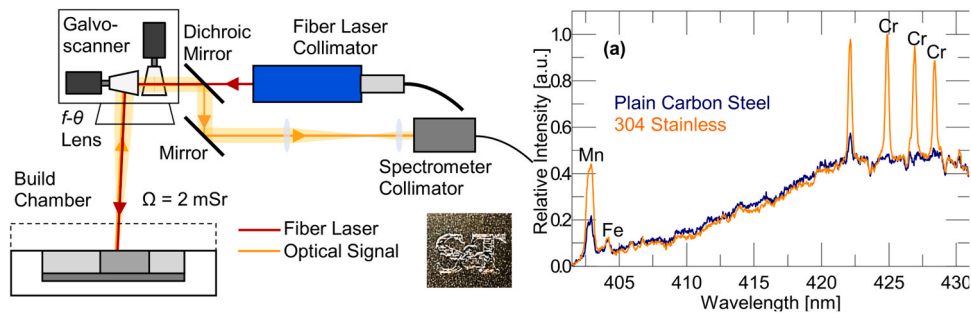 Galvo-
scanner
Dichroic
Mirror
Fiber Laser
Collimator
f-θ
Lens
Mirror
Spectrometer
Collimator
Build
Chamber
Ω = 2 mSr
Fiber Laser
Optical Signal
S&T
(a)
Plain Carbon Steel
304 Stainless
Mn
Fe
Cr
Cr
Cr
Relative Intensity [a.u.]
1.0
0.8
0.6
0.4
0.2
0.0
405
410
415
420
425
430
Wavelength [nm]